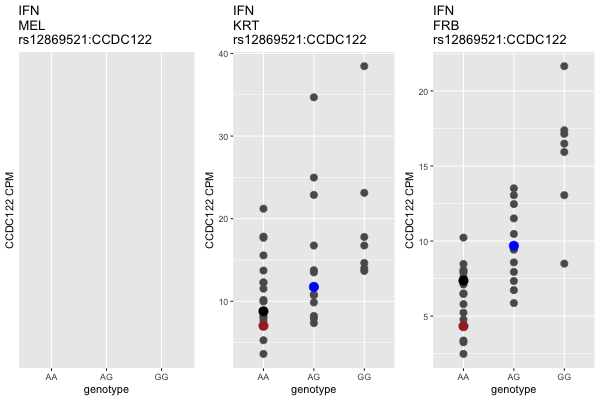 IFN
MEL
rs12869521:CCDC122
CCDC122 CPM
AA
AG
GG
genotype
IFN
KRT
rs12869521:CCDC122
CCDC122 CPM
40
30
20
10
AA
AG
GG
genotype
IFN
FRB
rs12869521:CCDC122
CCDC122 CPM
20
15
10
5
AA
AG
GG
genotype